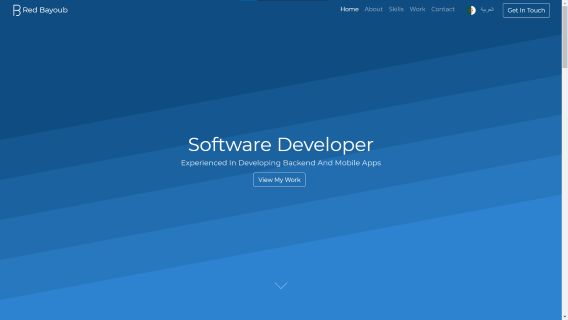 Red Bayoub
Home About Skills Work Contact العربية Get In Touch
Software Developer
Experienced In Developing Backend And Mobile Apps
View My Work